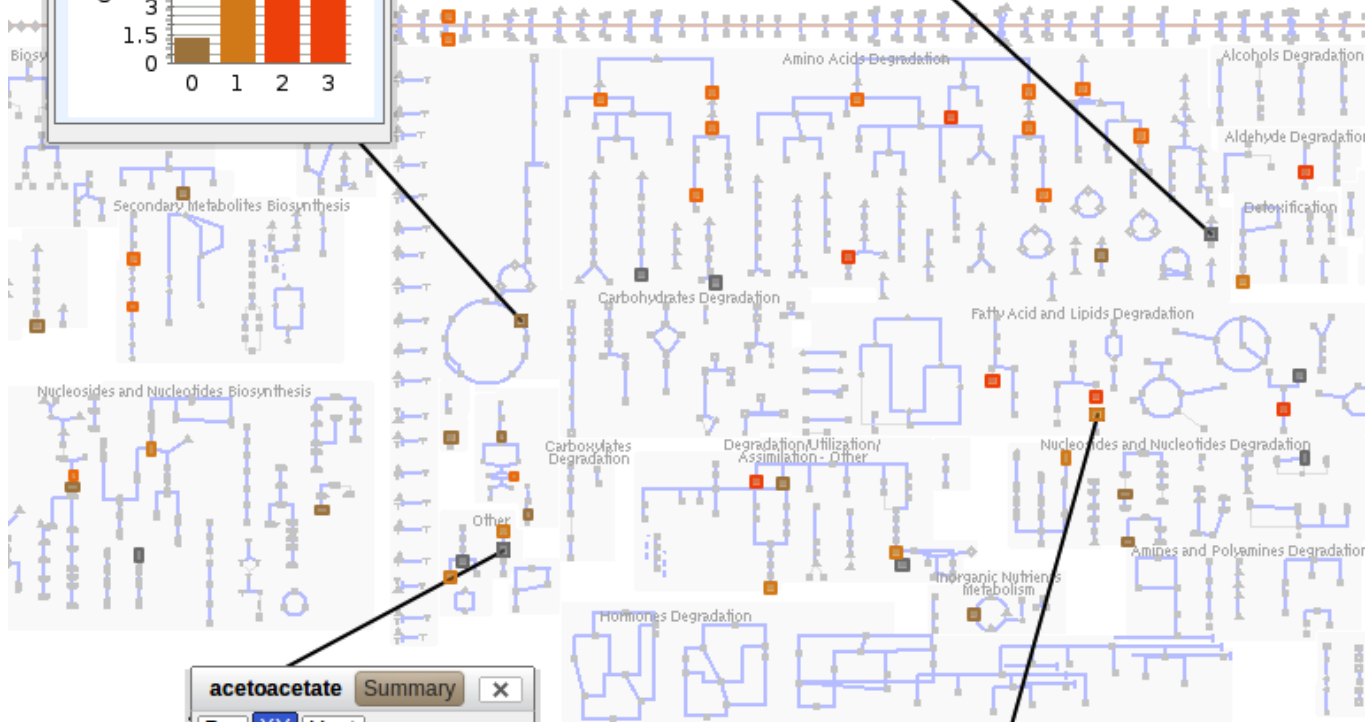 3
1.5
0
0 1 2 3
Biosy
Amino Acids Degradation
Alcohols Degradation
Aldehyde Degradation
Secondary Metabolites Biosynthesis
Detoxification
Carbohydrates Degradation
Fatty Acid and Lipids Degradation
Nucleosides and Nucleotides Biosynthesis
Carboxylates
Degradation
Degradation/Utilization/
Assimilation - Other
Nucleosides and Nucleotides Degradation
Other
Amines and Polyamines Degradation
Inorganic Nutrients
Metabolism
Hormones Degradation
acetoacetate Summary ×